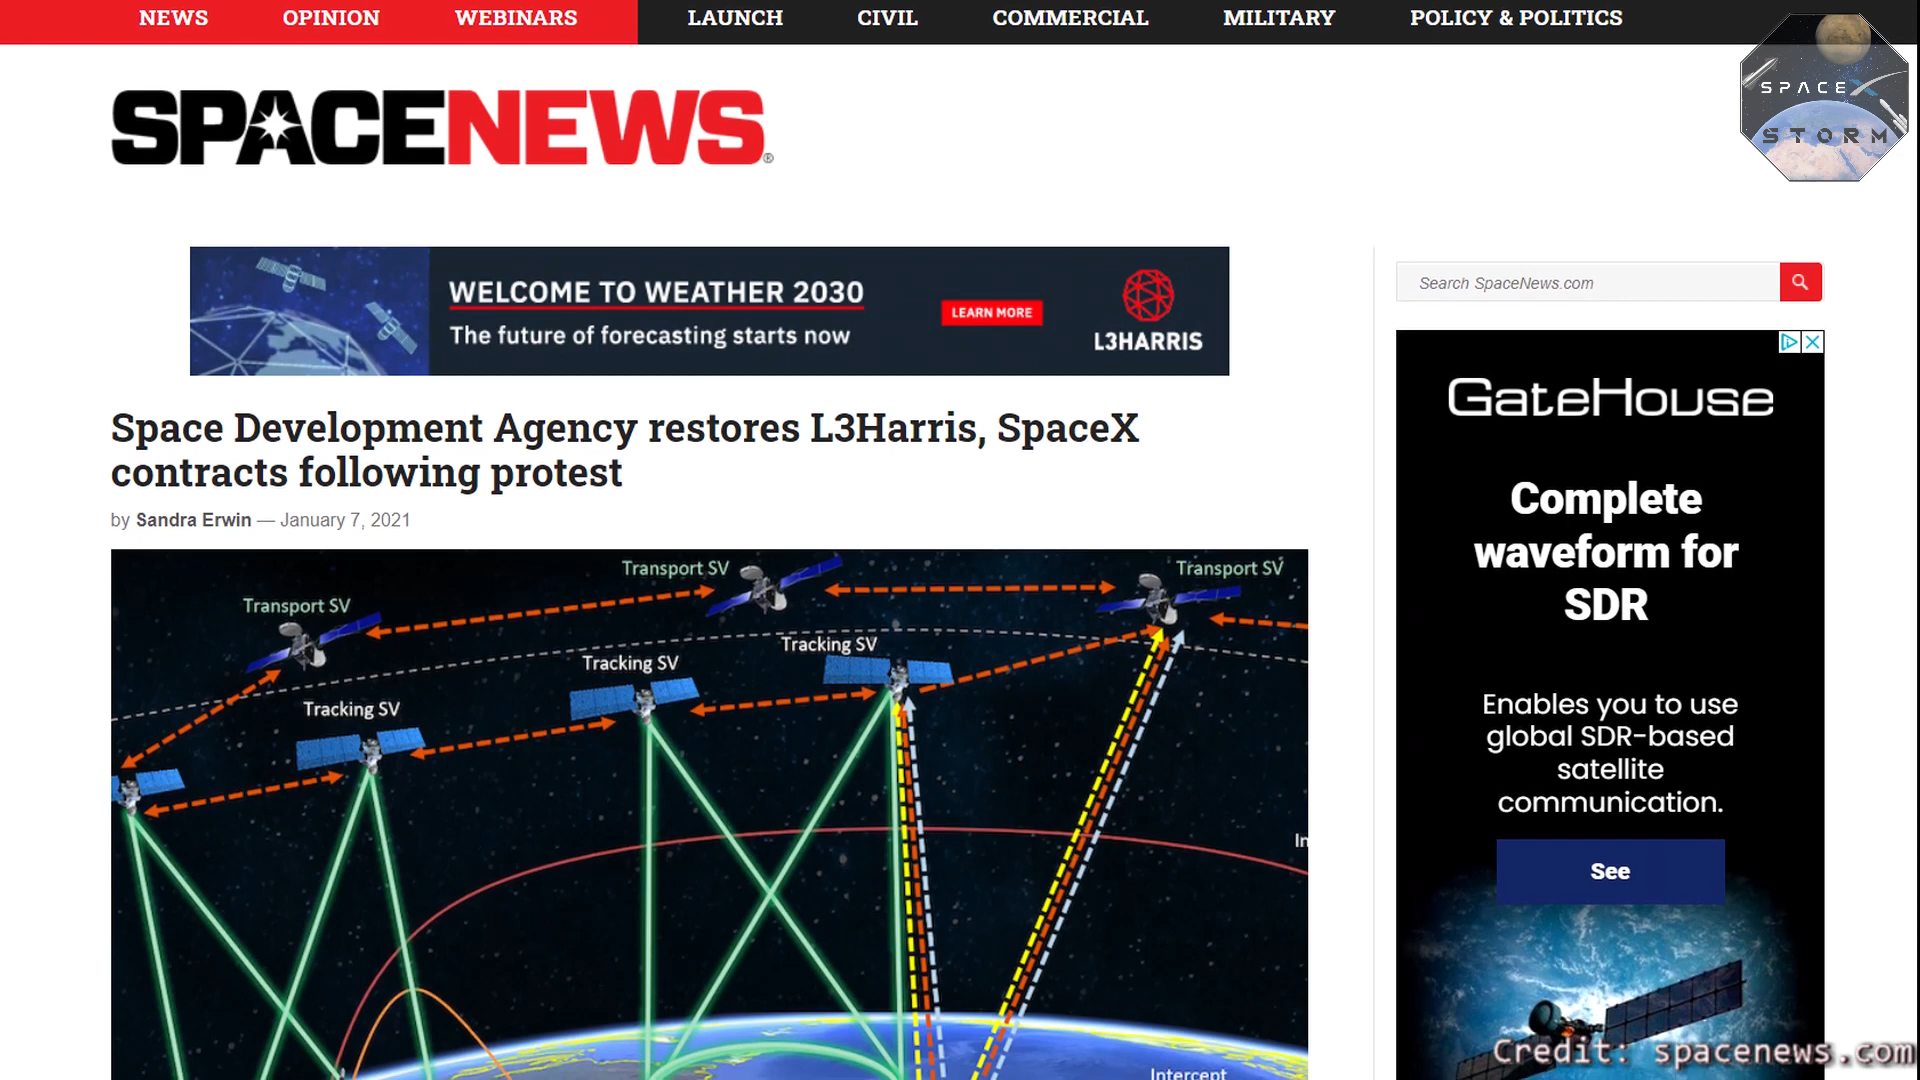 NEWS OPINION WEBINARS LAUNCH CIVIL COMMERCIAL MILITARY POLICY & POLITICS
SPACEX
STORM
SPACENEWS®
WELCOME TO WEATHER 2030
The future of forecasting starts now
LEARN MORE
L3HARRIS
Search SpaceNews.com
Space Development Agency restores L3Harris, SpaceX
contracts following protest
by Sandra Erwin — January 7, 2021
Transport SV
Transport SV
Transport SV
Tracking SV
Tracking SV
Tracking SV
In
Intercept
GATEHOUSE
Complete
waveform for
SDR
Enables you to use
global SDR-based
satellite
communication.
See
Credit: spacenews.com